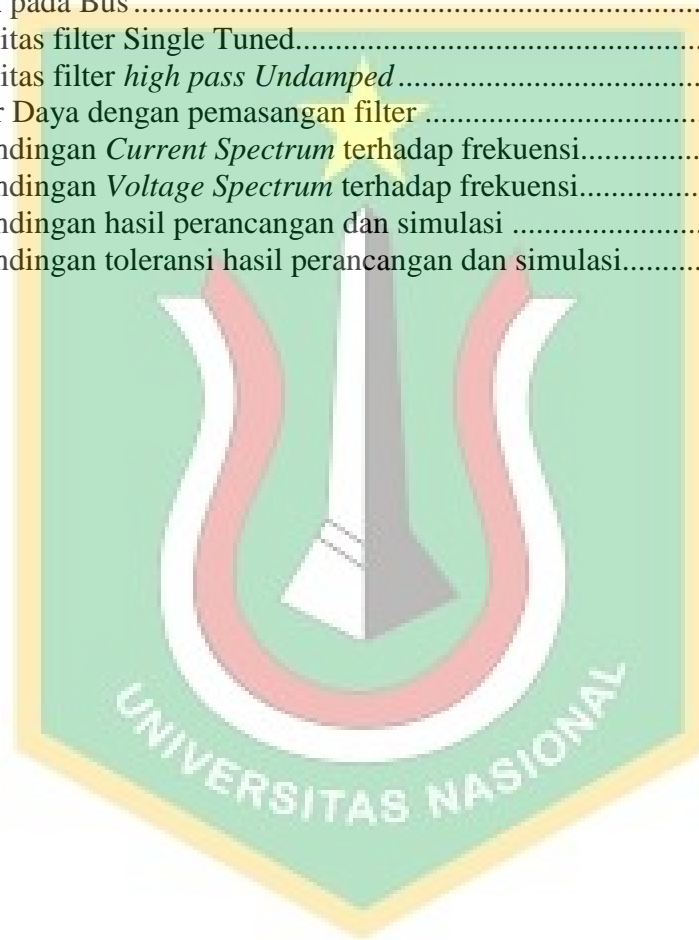 pada Bus....................................................................................
itas filter Single Tuned....................................................
itas filter high pass Undamped.......................................
r Daya dengan pemasangan filter ...................................
ndingan Current Spectrum terhadap frekuensi...............
ndingan Voltage Spectrum terhadap frekuensi...............
ndingan hasil perancangan dan simulasi ........................
ndingan toleransi hasil perancangan dan simulasi..........
UNIVERSITAS NASIONAL